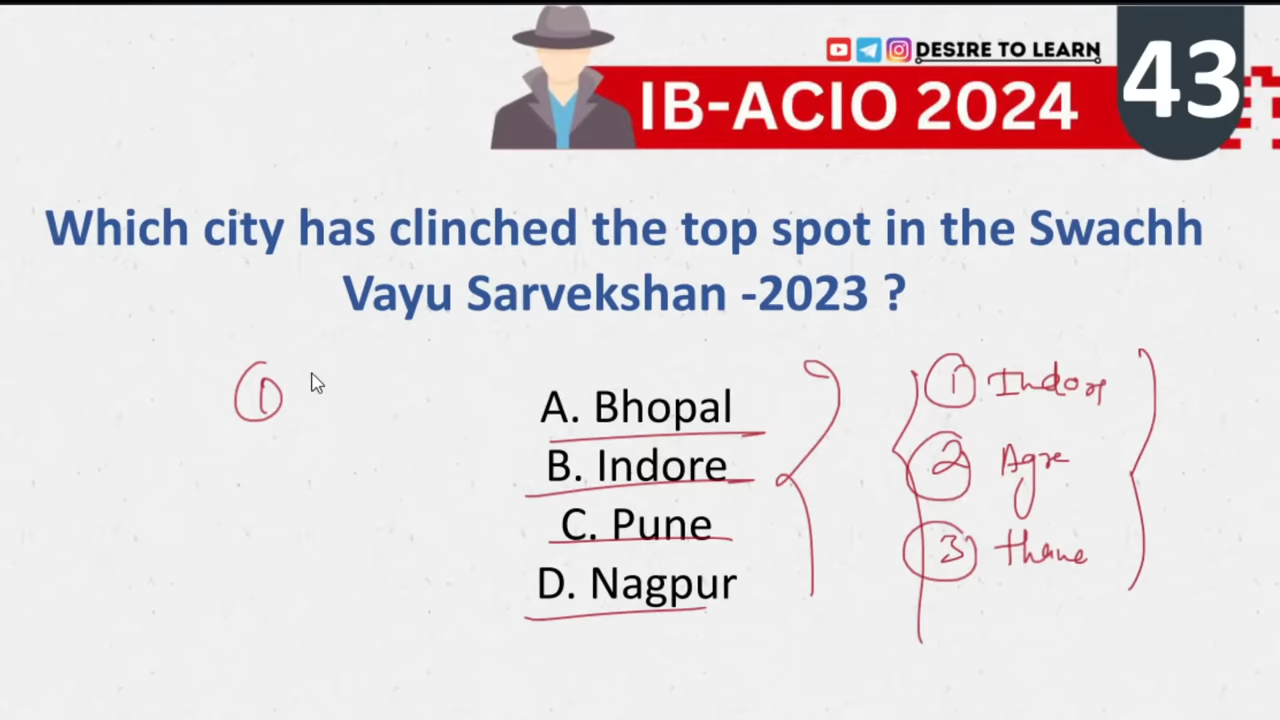 DESIRE TO LEARN
IB-ACIO 2024
43
Which city has clinched the top spot in the Swachh
Vayu Sarvekshan -2023 ?
1
A. Bhopal
B. Indore
C. Pune
D. Nagpur
1 Indore
2 Agre
3 thane